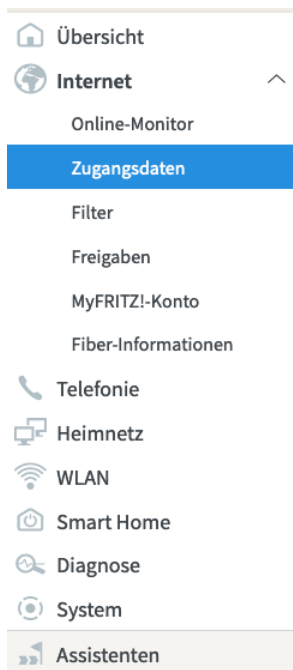 Übersicht
Internet
Online-Monitor
Zugangsdaten
Filter
Freigaben
MyFRITZ!-Konto
Fiber-Informationen
Telefonie
Heimnetz
WLAN
Smart Home
Diagnose
System
Assistenten